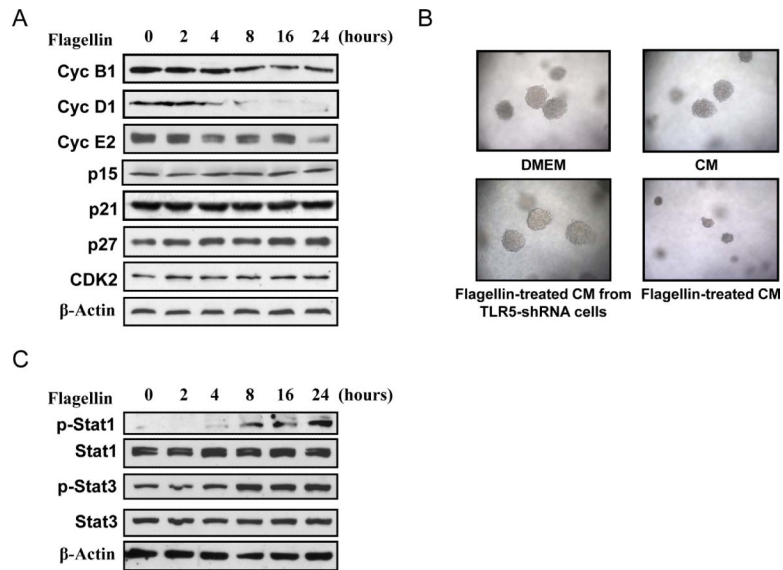 A
Flagellin 0 2 4 8 16 24 (hours)
Cyc B1
Cyc D1
Cyc E2
p15
p21
p27
CDK2
β-Actin
B
DMEM
CM
Flagellin-treated CM from
TLR5-shRNA cells
Flagellin-treated CM
C
Flagellin 0 2 4 8 16 24 (hours)
p-Stat1
Stat1
p-Stat3
Stat3
β-Actin